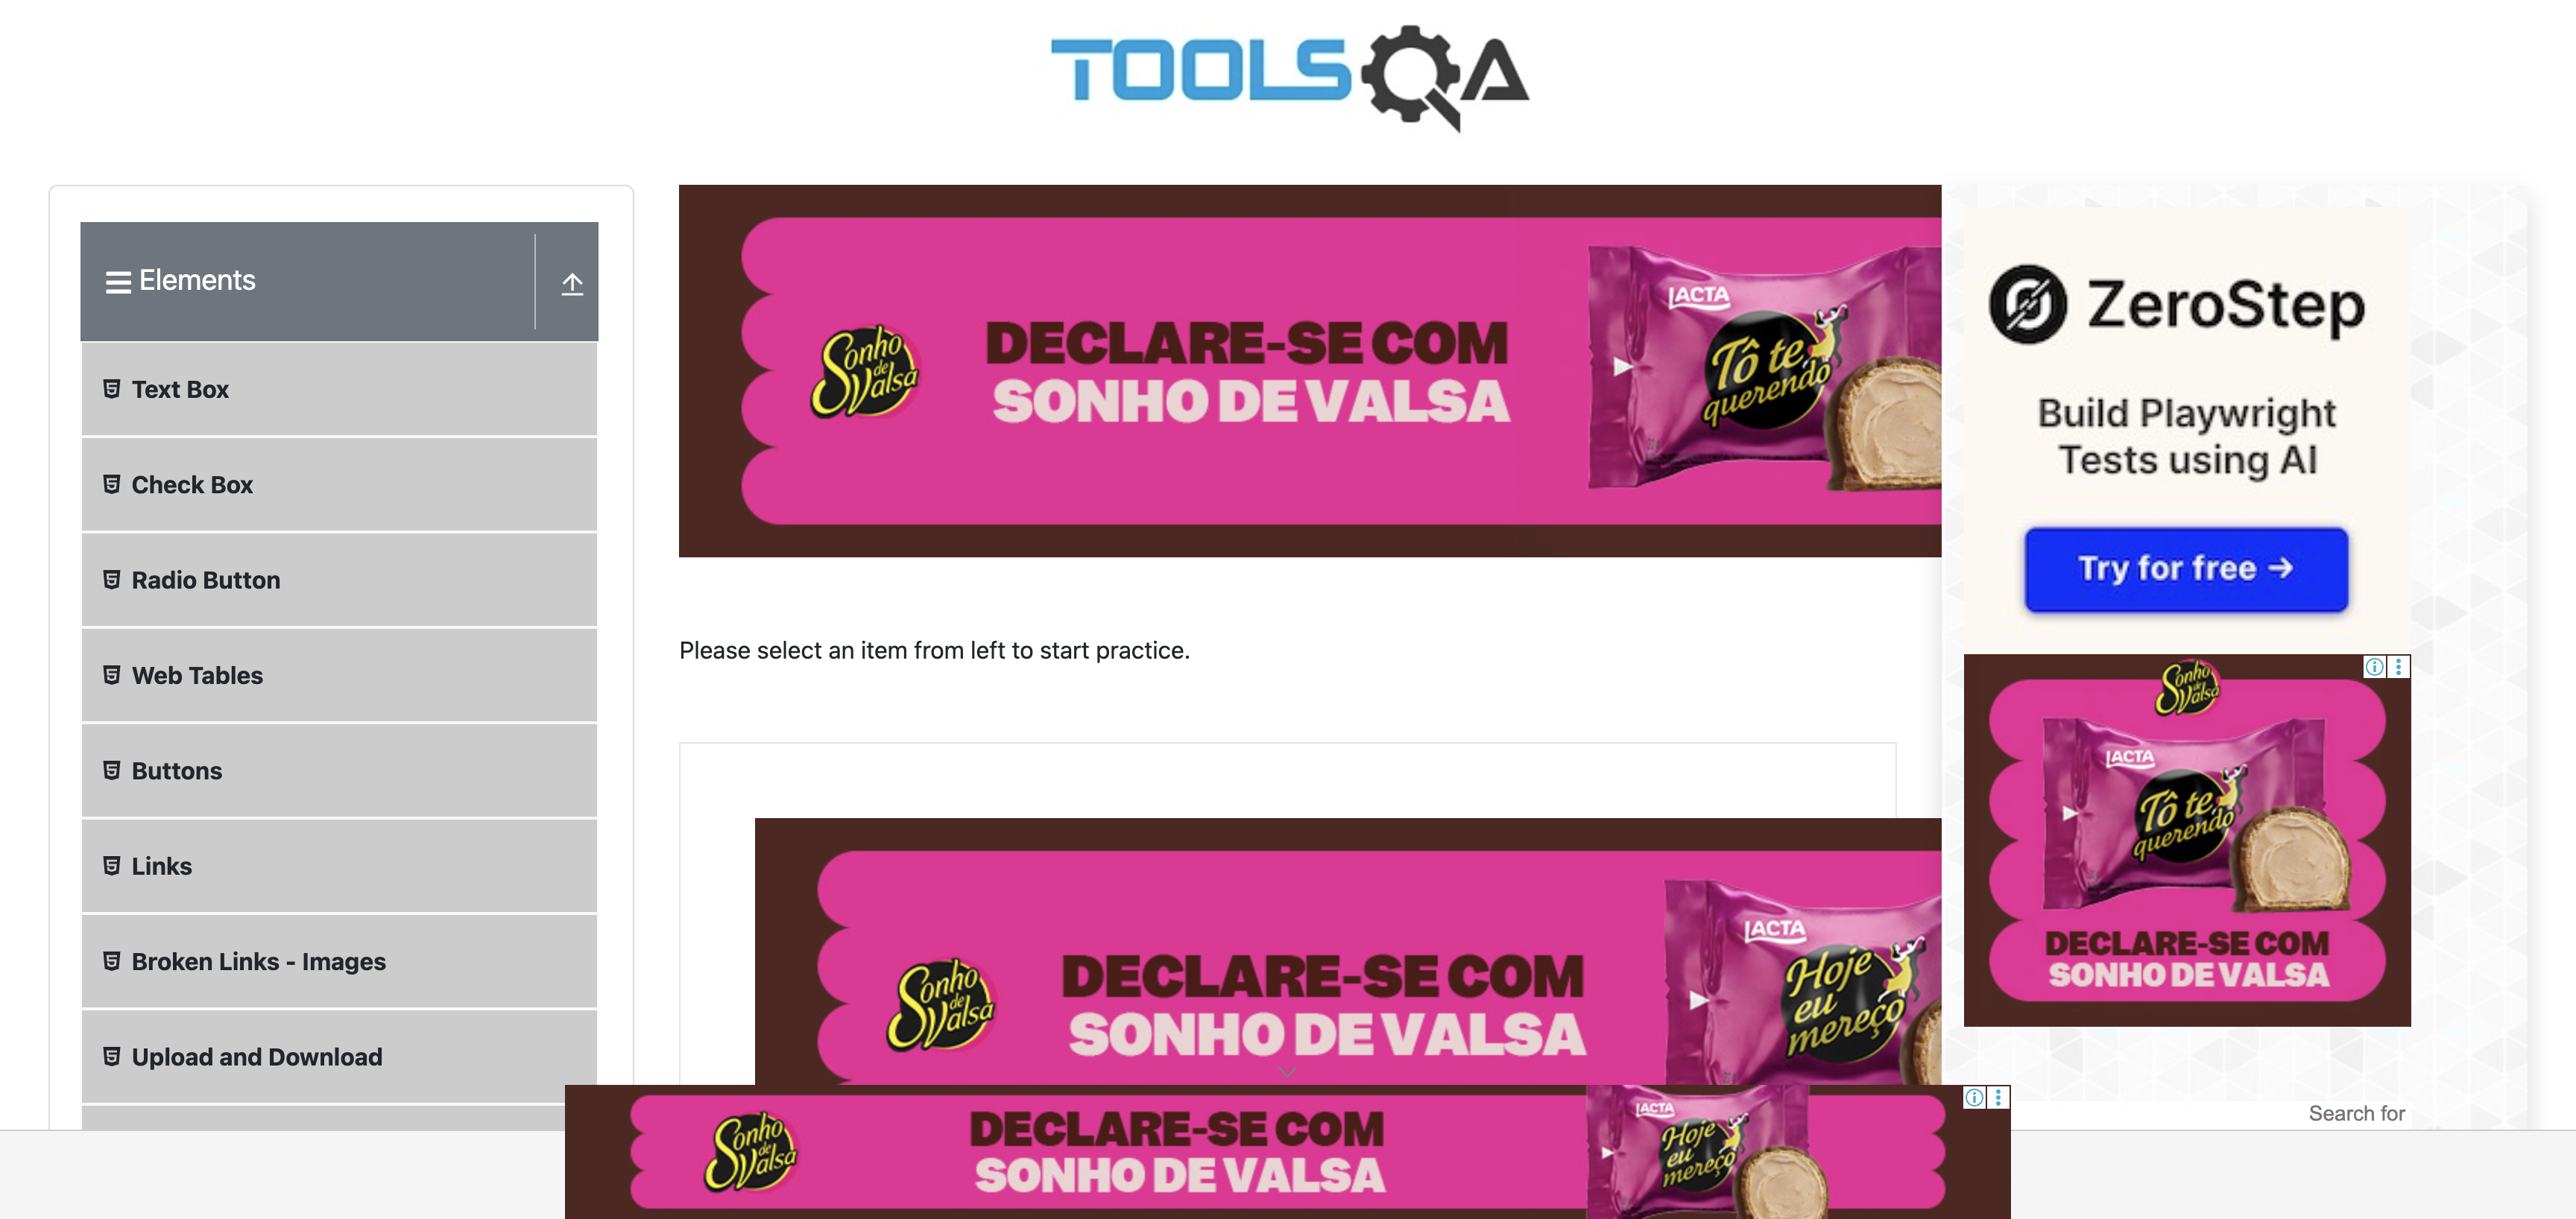 TOOLSQA
Elements
Text Box
Check Box
Radio Button
Web Tables
Buttons
Links
Broken Links - Images
Upload and Download
Sonho
de
Valsa
DECLARE-SE COM
SONHO DE VALSA
LACTA
Tô te
querendo
Please select an item from left to start practice.
Sonho
de
Valsa
DECLARE-SE COM
SONHO DE VALSA
LACTA
Hoje
eu
mereço
ZeroStep
Build Playwright
Tests using AI
Try for free →
Sonho
de
Valsa
LACTA
Tô te
querendo
DECLARE-SE COM
SONHO DE VALSA
Search for
Sonho
de
Valsa
DECLARE-SE COM
SONHO DE VALSA
LACTA
Hoje
eu
mereço